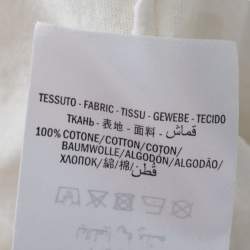 TESSUTO - FABRIC - TISSU - GEWEBE - TECIDO
ТКАНЬ - 表地 - 面料 - قماش
100% COTONE/COTTON/COTON/
BAUMWOLLE/ALGODÓN/ALGODÃO/
ХЛОПОК/綿/棉/قطن